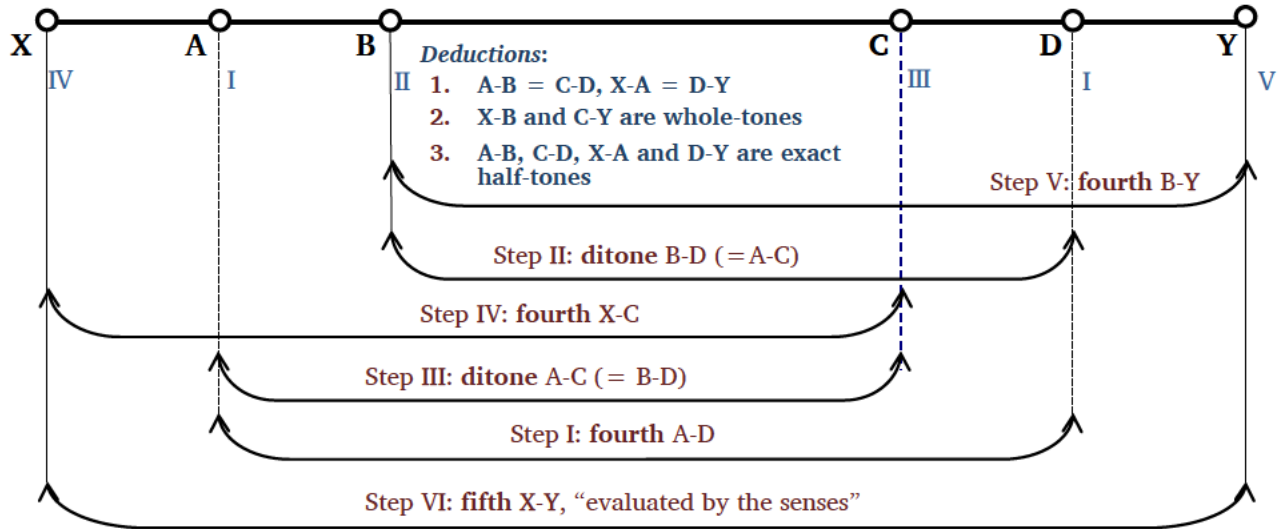 X A B C D Y
IV I II III I V
Deductions:
1. A-B = C-D, X-A = D-Y
2. X-B and C-Y are whole-tones
3. A-B, C-D, X-A and D-Y are exact
half-tones
Step V: fourth B-Y
Step II: ditone B-D (=A-C)
Step IV: fourth X-C
Step III: ditone A-C (= B-D)
Step I: fourth A-D
Step VI: fifth X-Y, “evaluated by the senses”